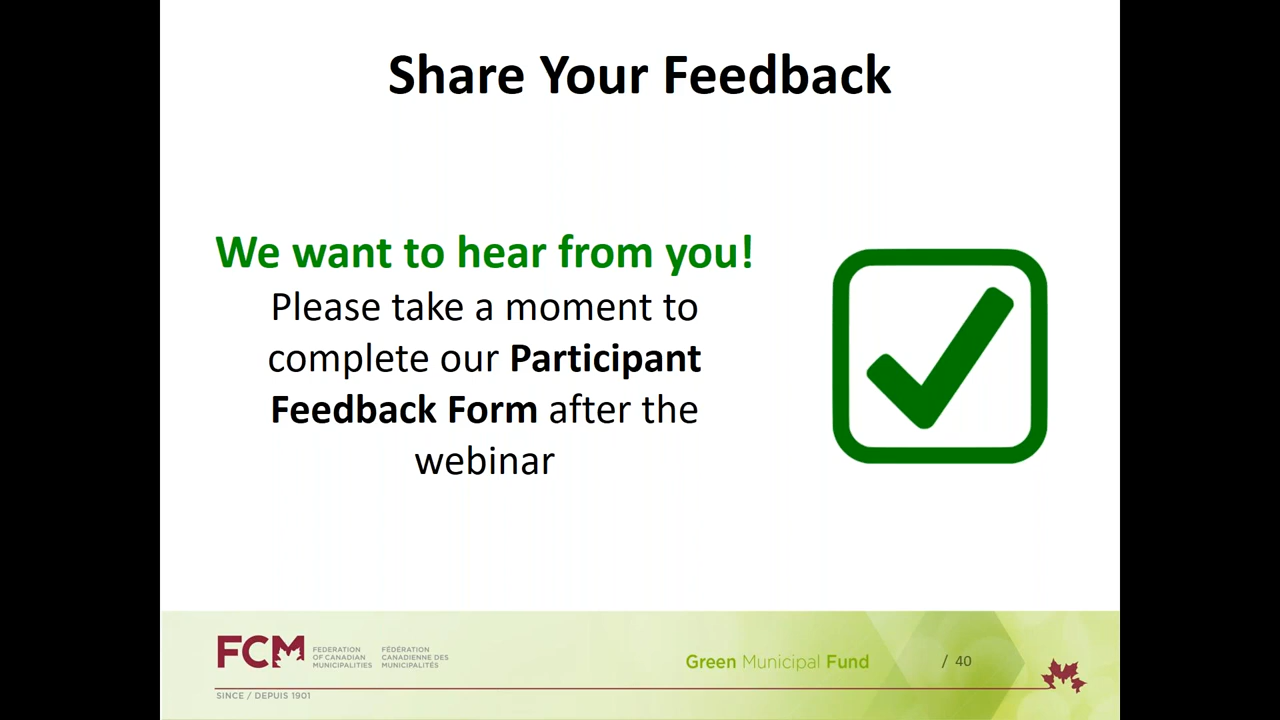 Share Your Feedback
We want to hear from you!
Please take a moment to
complete our Participant
Feedback Form after the
webinar
FCM
FEDERATION
OF CANADIAN
MUNICIPALITIES
FÉDÉRATION
CANADIENNE DES
MUNICIPALITÉS
SINCE / DEPUIS 1901
Green Municipal Fund
/ 40